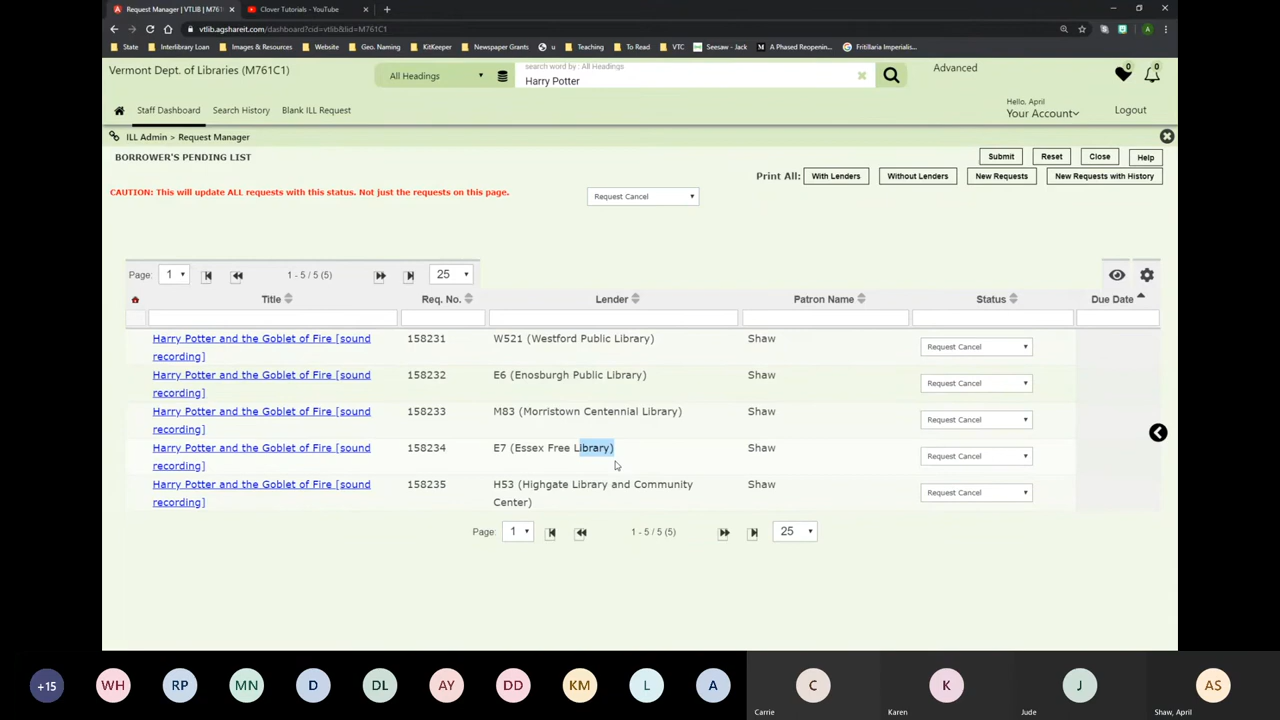 Request Manager | VTLIB | M761
Clover Tutorials - YouTube
vtlib.agshareit.com/dashboard?cid=vtlib&lid=M761C1
A
State Interlibrary Loan Images & Resources Website Geo. Naming KitKeeper Newspaper Grants u Teaching To Read VTC Seesaw - Jack A Phased Reopenin... Fritillaria Imperialis...
Vermont Dept. of Libraries (M761C1)
All Headings
search word by : All Headings
Harry Potter
Advanced
0 0
Staff Dashboard Search History Blank ILL Request
Hello, April
Your Account
Logout
ILL Admin > Request Manager
BORROWER'S PENDING LIST
Submit Reset Close Help
Print All: With Lenders Without Lenders New Requests New Requests with History
CAUTION: This will update ALL requests with this status. Not just the requests on this page.
Request Cancel
Page: 1 1 - 5 / 5 (5) 25
Title Req. No. Lender Patron Name Status Due Date
Harry Potter and the Goblet of Fire [sound recording] 158231 W521 (Westford Public Library) Shaw Request Cancel
Harry Potter and the Goblet of Fire [sound recording] 158232 E6 (Enosburgh Public Library) Shaw Request Cancel
Harry Potter and the Goblet of Fire [sound recording] 158233 M83 (Morristown Centennial Library) Shaw Request Cancel
Harry Potter and the Goblet of Fire [sound recording] 158234 E7 (Essex Free Library) Shaw Request Cancel
Harry Potter and the Goblet of Fire [sound recording] 158235 H53 (Highgate Library and Community Center) Shaw Request Cancel
Page: 1 1 - 5 / 5 (5) 25
+15 WH RP MN D DL AY DD KM L A C K J AS
Carrie Karen Jude Shaw, April